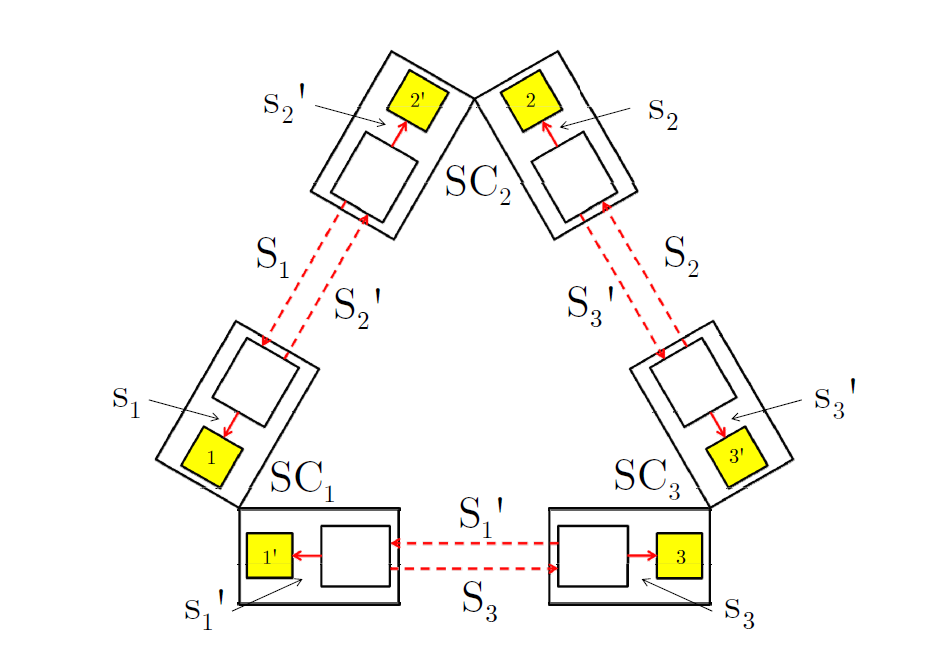 2'
2
s₂'
s₂
SC₂
S₁
S₂
S₂'
S₃'
s₁
s₃'
1
3'
SC₁
SC₃
S₁'
1'
3
s₁'
S₃
s₃